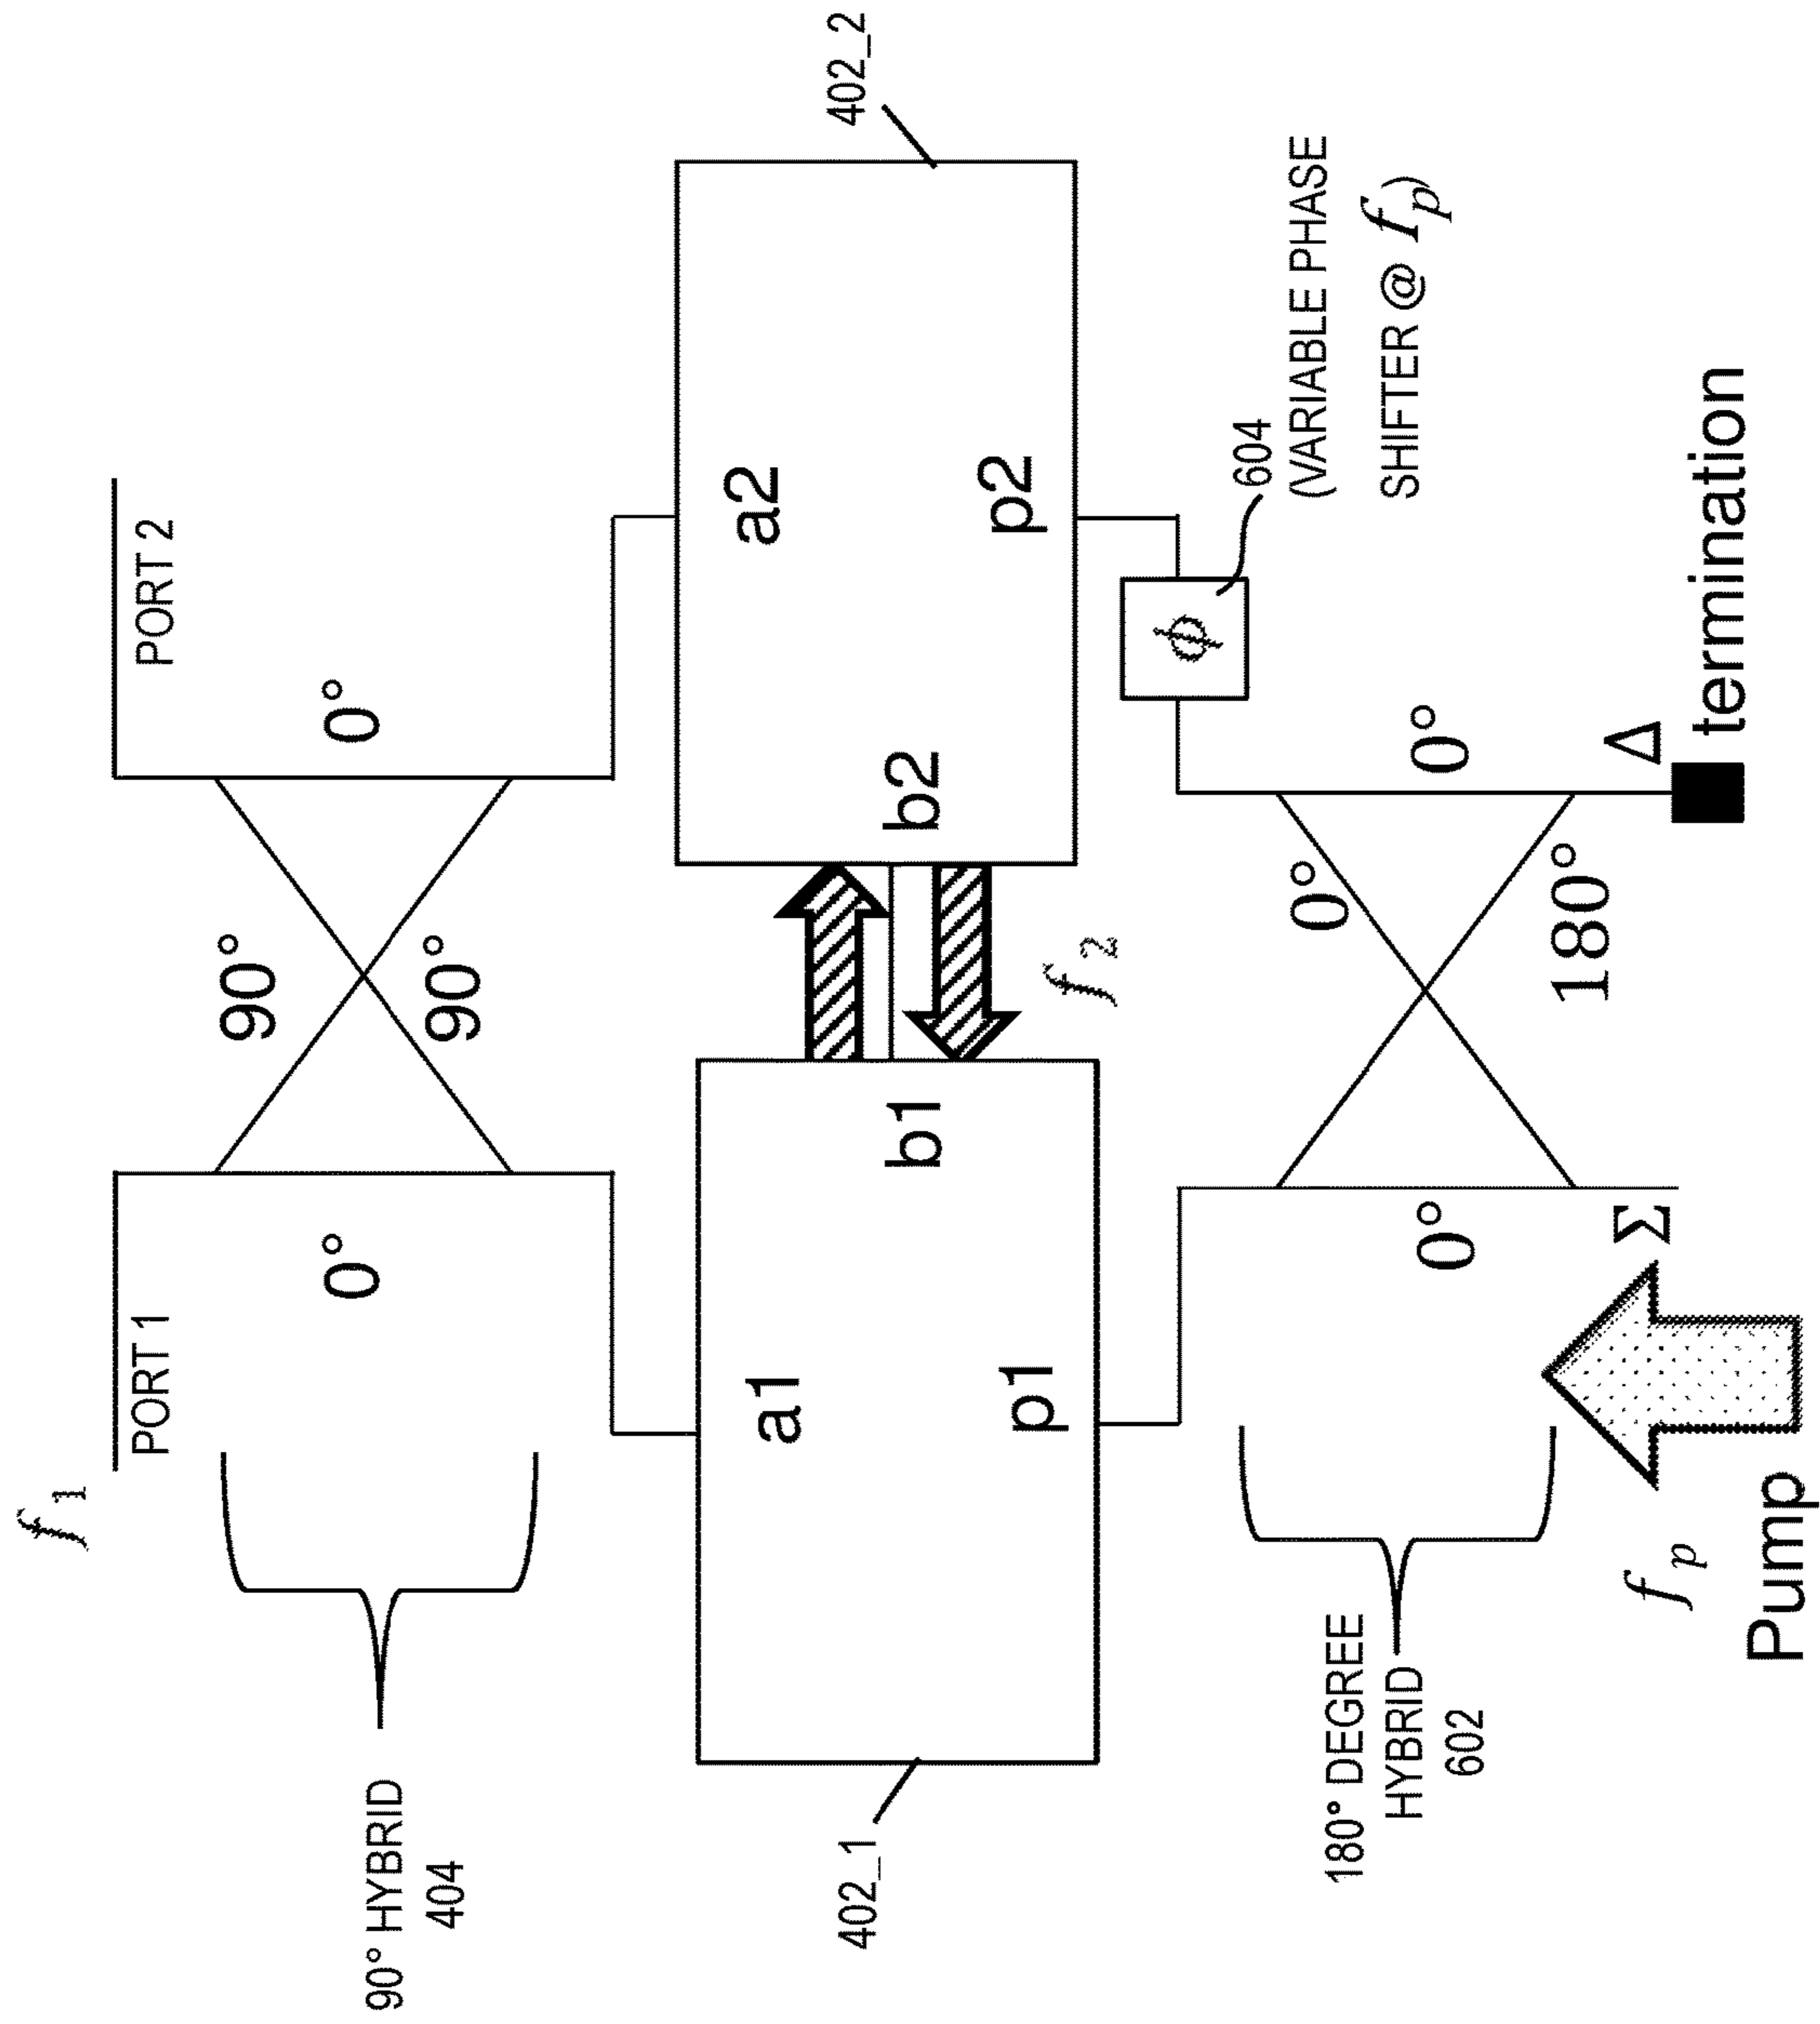 f1
PORT 1
PORT 2
90° HYBRID
404
0°
90°
90°
0°
402_1
a1
b1
p1
f2
a2
b2
p2
402_2
180° DEGREE
HYBRID
602
0°
0°
180°
0°
ϕ
604
(VARIABLE PHASE
SHIFTER @ fp)
Σ
Δ
fp
Pump
termination